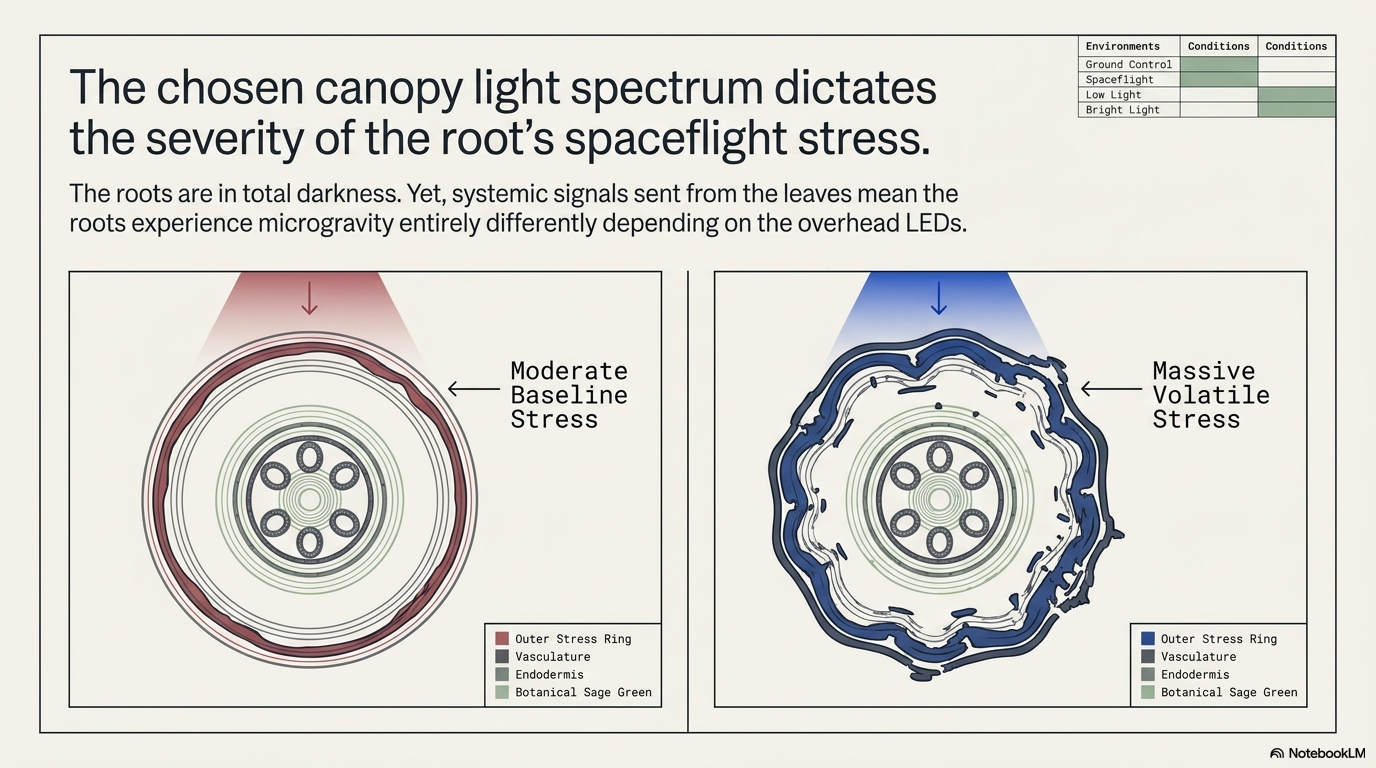 The chosen canopy light spectrum dictates
the severity of the root’s spaceflight stress.
The roots are in total darkness. Yet, systemic signals sent from the leaves mean the
roots experience microgravity entirely differently depending on the overhead LEDs.
Environments Conditions Conditions
Ground Control
Spaceflight
Low Light
Bright Light
Moderate
Baseline
Stress
Outer Stress Ring
Vasculature
Endodermis
Botanical Sage Green
Massive
Volatile
Stress
Outer Stress Ring
Vasculature
Endodermis
Botanical Sage Green
NotebookLM